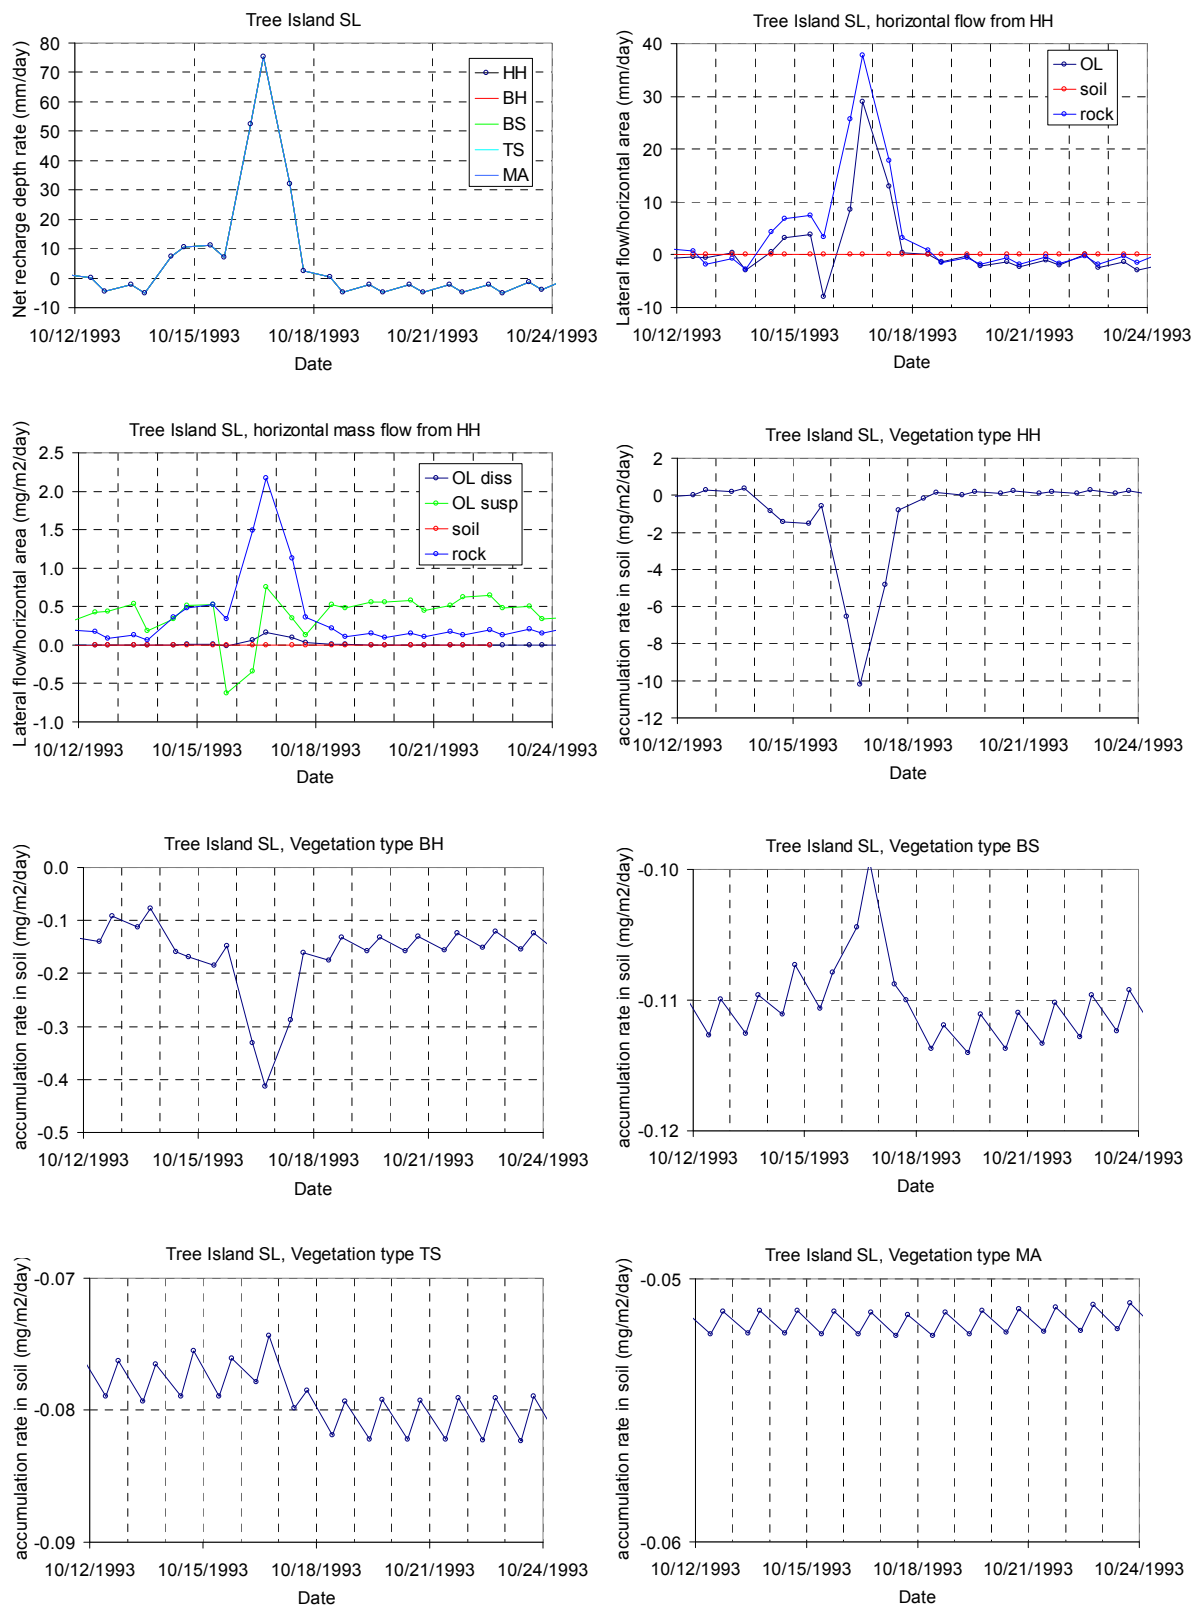 Tree Island SL
Net recharge depth rate (mm/day)
80
70
60
50
40
30
20
10
0
-10
HH
BH
BS
TS
MA
10/12/1993 10/15/1993 10/18/1993 10/21/1993 10/24/1993
Date
Tree Island SL, horizontal flow from HH
Lateral flow/horizontal area (mm/day)
40
30
20
10
0
-10
OL
soil
rock
10/12/1993 10/15/1993 10/18/1993 10/21/1993 10/24/1993
Date
Tree Island SL, horizontal mass flow from HH
Lateral flow/horizontal area (mg/m2/day)
2.5
2.0
1.5
1.0
0.5
0.0
-0.5
-1.0
OL diss
OL susp
soil
rock
10/12/1993 10/15/1993 10/18/1993 10/21/1993 10/24/1993
Date
Tree Island SL, Vegetation type HH
accumulation rate in soil (mg/m2/day)
2
0
-2
-4
-6
-8
-10
-12
10/12/1993 10/15/1993 10/18/1993 10/21/1993 10/24/1993
Date
Tree Island SL, Vegetation type BH
accumulation rate in soil (mg/m2/day)
0.0
-0.1
-0.2
-0.3
-0.4
-0.5
10/12/1993 10/15/1993 10/18/1993 10/21/1993 10/24/1993
Date
Tree Island SL, Vegetation type BS
accumulation rate in soil (mg/m2/day)
-0.10
-0.11
-0.12
10/12/1993 10/15/1993 10/18/1993 10/21/1993 10/24/1993
Date
Tree Island SL, Vegetation type TS
accumulation rate in soil (mg/m2/day)
-0.07
-0.08
-0.09
10/12/1993 10/15/1993 10/18/1993 10/21/1993 10/24/1993
Date
Tree Island SL, Vegetation type MA
accumulation rate in soil (mg/m2/day)
-0.05
-0.06
10/12/1993 10/15/1993 10/18/1993 10/21/1993 10/24/1993
Date